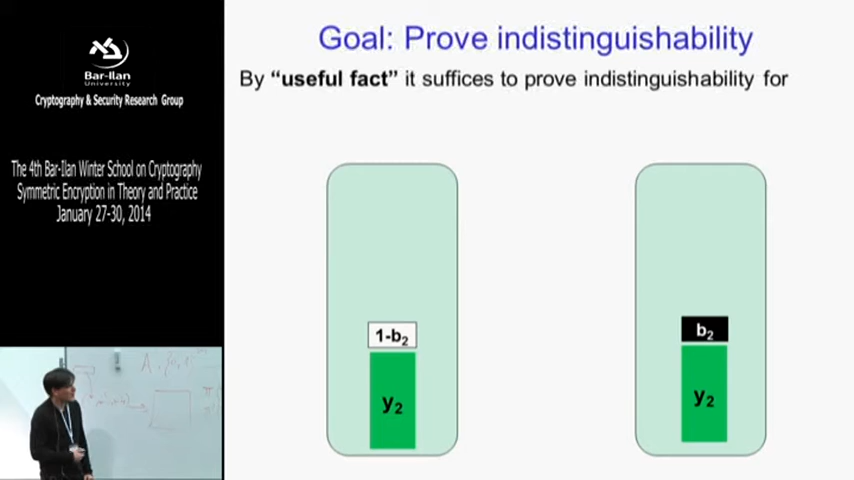 Bar-Ilan
University
Cryptography & Security Research Group
The 4th Bar-Ilan Winter School on Cryptography
Symmetric Encryption in Theory and Practice
January 27-30, 2014
Goal: Prove indistinguishability
By “useful fact” it suffices to prove indistinguishability for
1-b₂
y₂
b₂
y₂